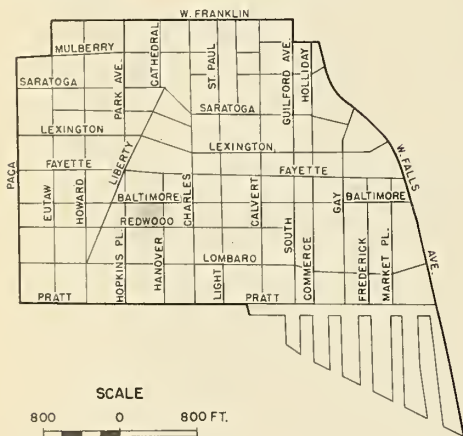 W. FRANKLIN
MULBERRY
CATHEDRAL
ST. PAUL
GUILFORD AVE.
HOLLIDAY
PARK AVE.
SARATOGA
SARATOGA
LEXINGTON
LEXINGTON
LIBERTY
W. FALLS
AVE.
FAYETTE
FAYETTE
PACA
EUTAW
HOWARD
BALTIMORE
CHARLES
CALVERT
GAY
BALTIMORE
REDWOOD
SOUTH
HOPKINS PL.
HANOVER
LOMBARO
LIGHT
COMMERCE
FREDERICK
MARKET PL.
PRATT
PRATT
SCALE
800 0 800 FT.